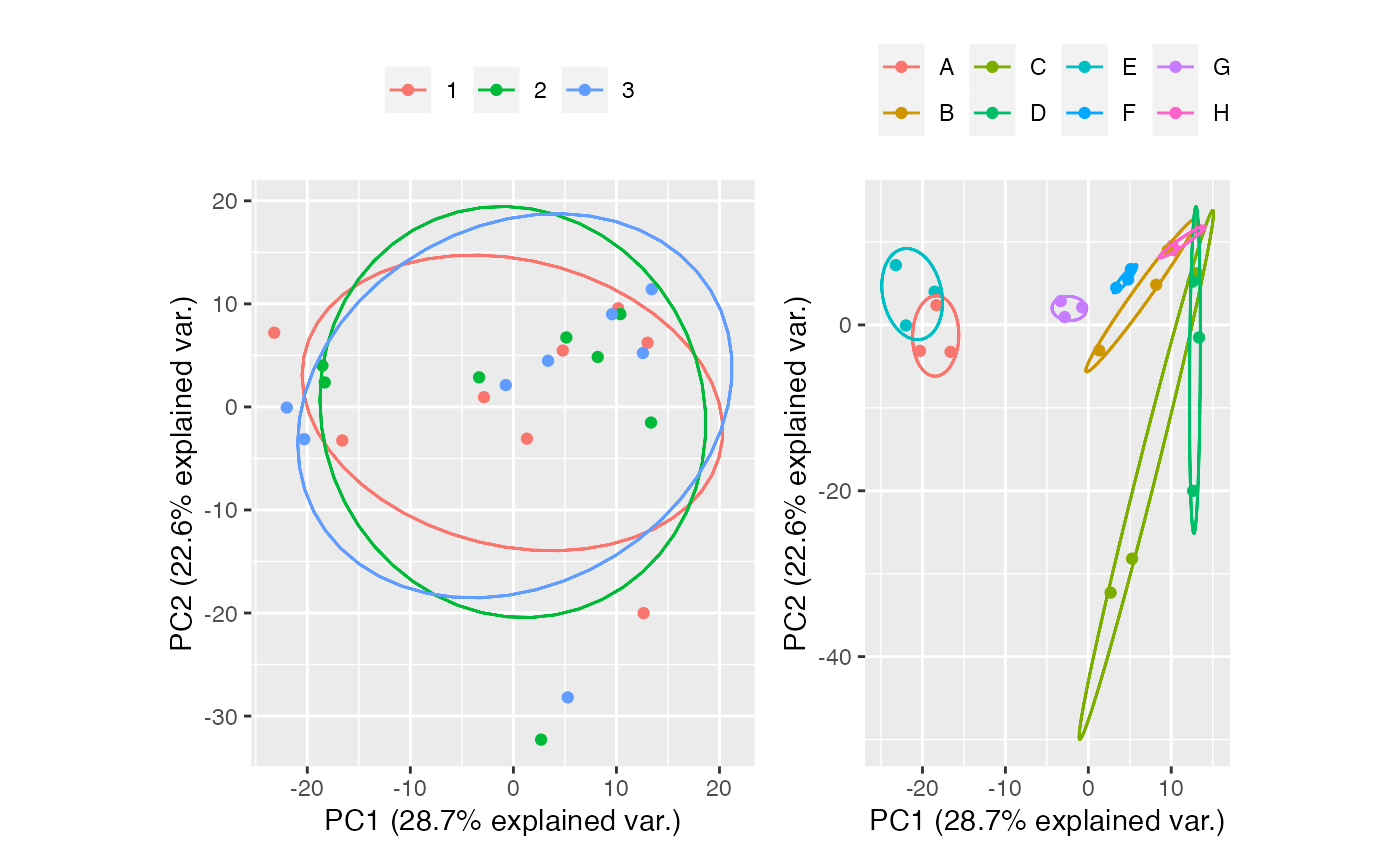 1 2 3
PC2 (22.6% explained var.)
20
10
0
-10
-20
-30
-20 -10 0 10 20
PC1 (28.7% explained var.)
A C E G
B D F H
PC2 (22.6% explained var.)
0
-20
-40
-20 -10 0 10
PC1 (28.7% explained var.)